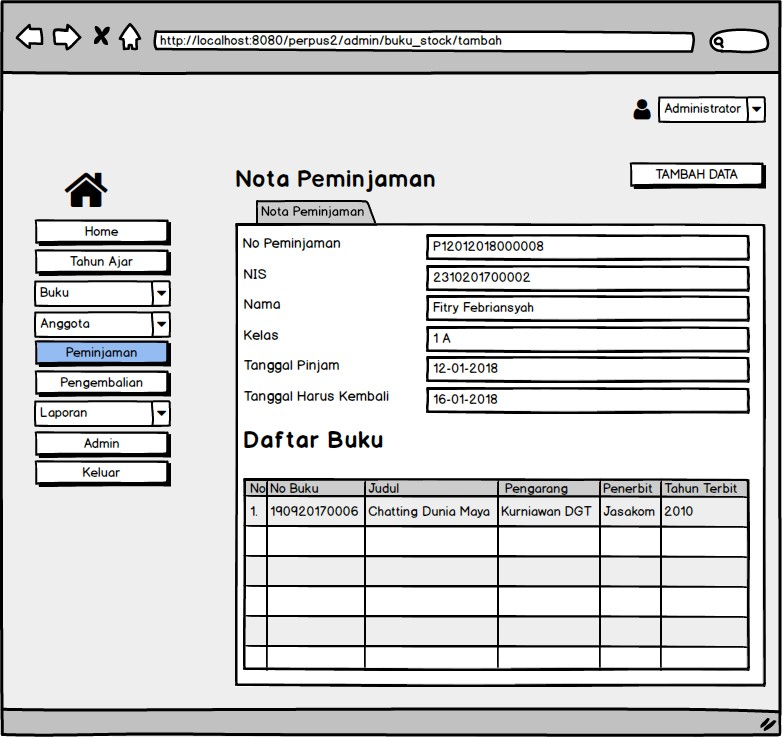 http://localhost:8080/perpus2/admin/buku_stock/tambah
Administrator
Nota Peminjaman
TAMBAH DATA
Home
Tahun Ajar
Buku
Anggota
Peminjaman
Pengembalian
Laporan
Admin
Keluar
Nota Peminjaman
No Peminjaman P12012018000008
NIS 2310201700002
Nama Fitry Febriansyah
Kelas 1 A
Tanggal Pinjam 12-01-2018
Tanggal Harus Kembali 16-01-2018
Daftar Buku
No No Buku Judul Pengarang Penerbit Tahun Terbit
1. 190920170006 Chatting Dunia Maya Kurniawan DGT Jasakom 2010